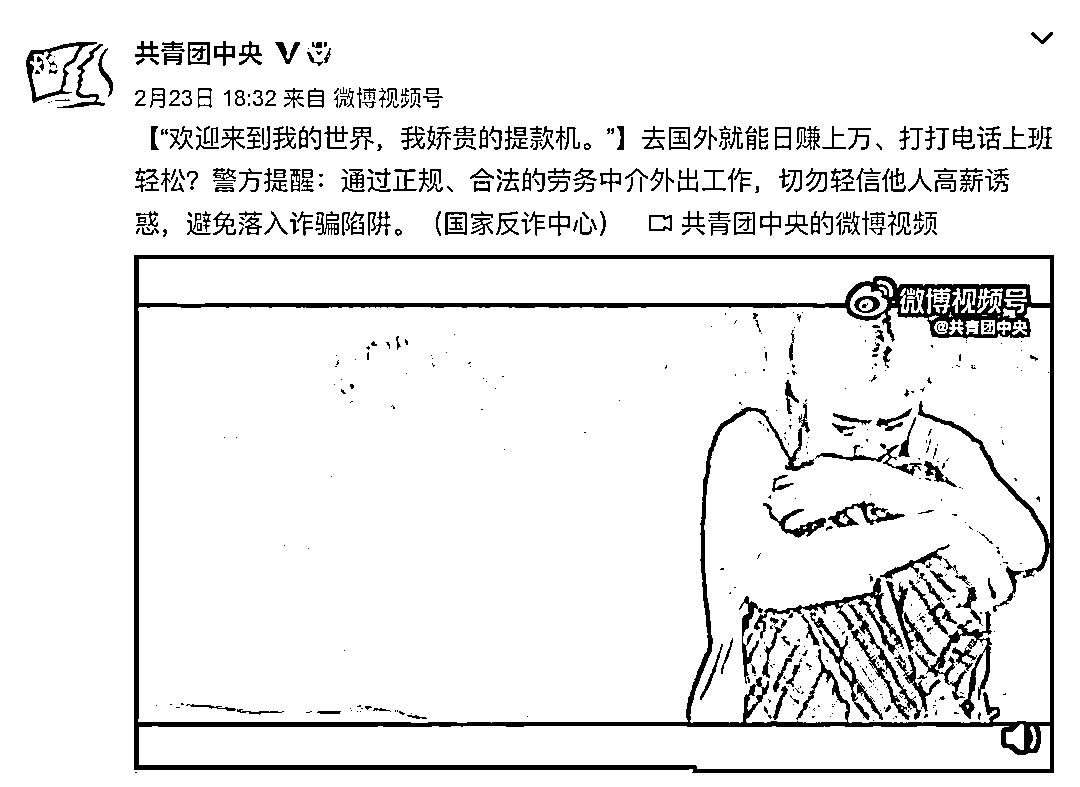 共青团中央
2月23日 18:32 来自 微博视频号
【“欢迎来到我的世界，我娇贵的提款机。”】去国外就能日赚上万、打打电话上班
轻松？警方提醒：通过正规、合法的劳务中介外出工作，切勿轻信他人高薪诱
惑，避免落入诈骗陷阱。（国家反诈中心） 共青团中央的微博视频
微博视频号
@共青团中央